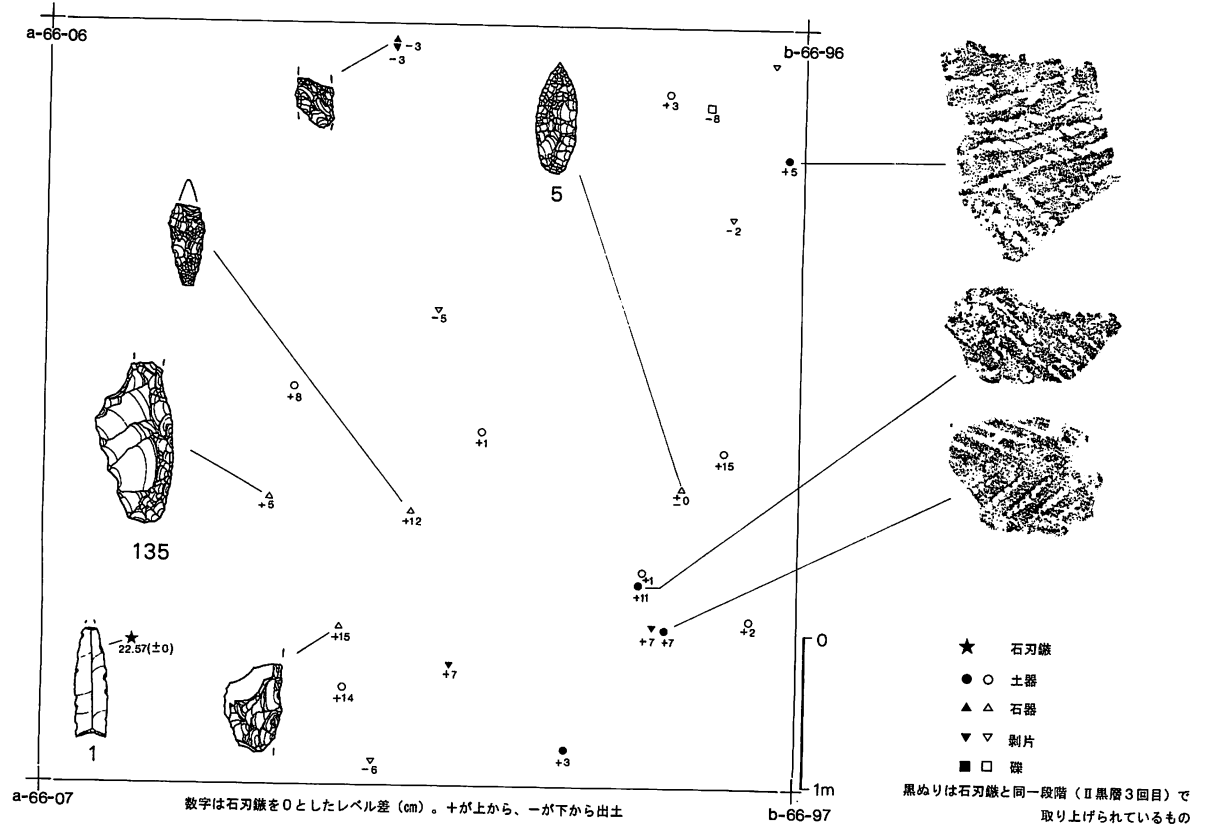 a-66-06
b-66-96
-3
-3
+3
-8
+5
5
-2
-5
+8
+1
+15
±0
+5
+12
135
+1
+11
+7 +7
+2
0
22.57(±0)
+15
+7
+14
1
-6
+3
石刃鏃
土器
石器
剝片
礫
a-66-07
数字は石刃鏃を0としたレベル差(cm)。+が上から、-が下から出土
1m
b-66-97
黒ぬりは石刃鏃と同一段階(Ⅱ黒層3回目)で
取り上げられているもの